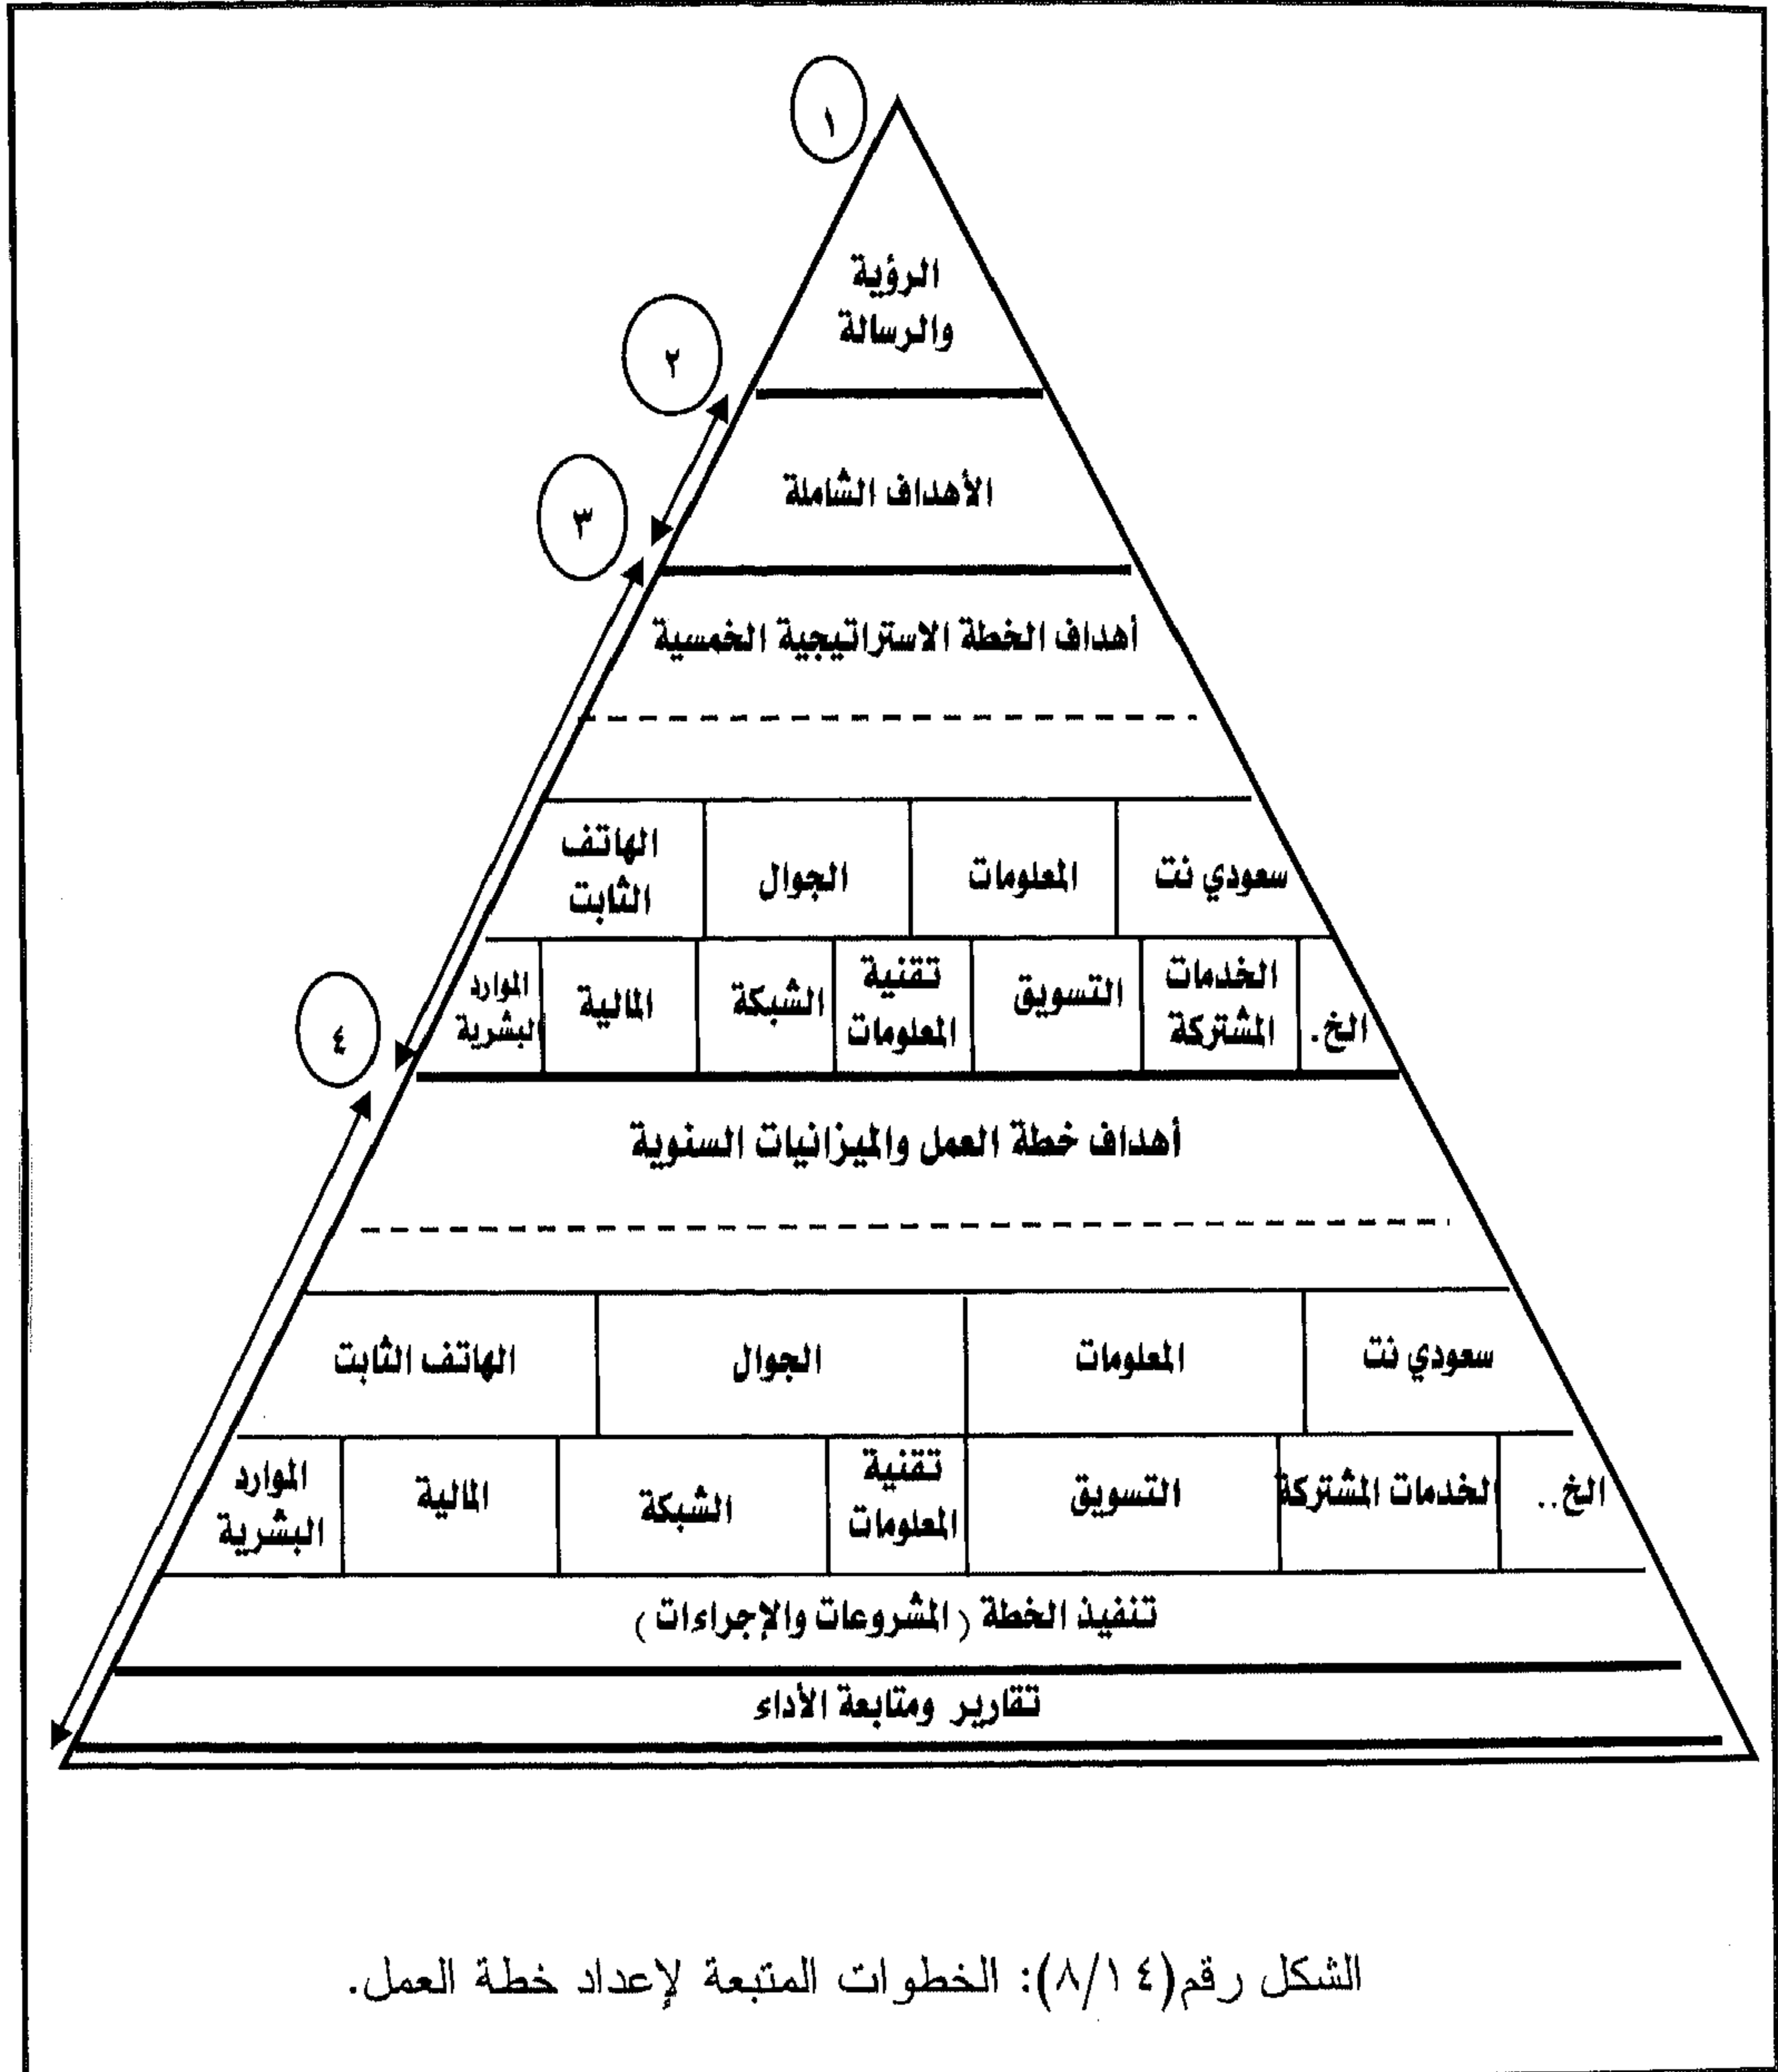 ١
الرؤية
والرسالة
٢
الأهداف الشاملة
٣
أهداف الخطة الاستراتيجية الخمسية
سعودي نت
المعلومات
الجوال
الهاتف
الثابت
الخ.
الخدمات
المشتركة
التسويق
تقنية
المعلومات
الشبكة
المالية
الموارد
البشرية
٤
أهداف خطة العمل والميزانيات السنوية
سعودي نت
المعلومات
الجوال
الهاتف الثابت
الخ..
الخدمات المشتركة
التسويق
تقنية
المعلومات
الشبكة
المالية
الموارد
البشرية
تنفيذ الخطة ( المشروعات والإجراءات )
تقارير ومتابعة الأداء
الشكل رقم(٨/١٤): الخطوات المتبعة لإعداد خطة العمل.